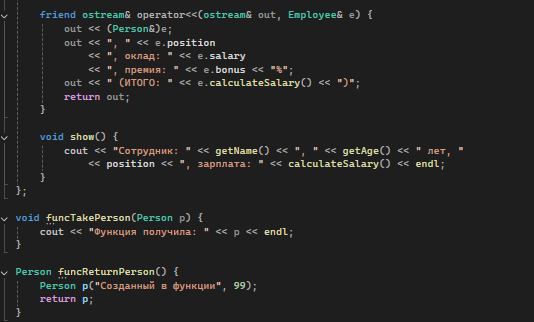 friend ostream& operator<<(ostream& out, Employee& e) {
out << (Person&)e;
out << ", " << e.position
<< ", оклад: " << e.salary
<< ", премия: " << e.bonus << "%";
out << " (ИТОГО: " << e.calculateSalary() << ")";
return out;
}
void show() {
cout << "Сотрудник: " << getName() << ", " << getAge() << " лет, "
<< position << ", зарплата: " << calculateSalary() << endl;
}
};
void funcTakePerson(Person p) {
cout << "Функция получила: " << p << endl;
}
Person funcReturnPerson() {
Person p("Созданный в функции", 99);
return p;
}